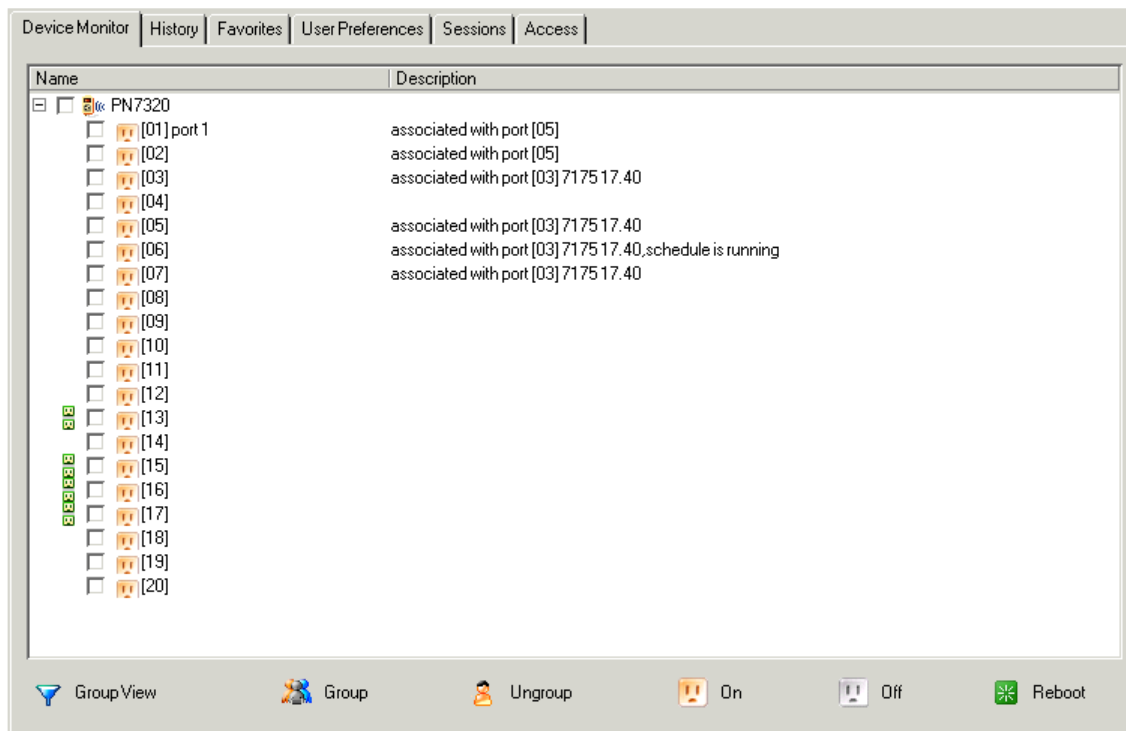 Device Monitor History Favorites User Preferences Sessions Access
Name Description
PN7320
[01] port 1 associated with port [05]
[02] associated with port [05]
[03] associated with port [03] 7175 17.40
[04]
[05] associated with port [03] 7175 17.40
[06] associated with port [03] 7175 17.40,schedule is running
[07] associated with port [03] 7175 17.40
[08]
[09]
[10]
[11]
[12]
[13]
[14]
[15]
[16]
[17]
[18]
[19]
[20]
Group View Group Ungroup On Off Reboot